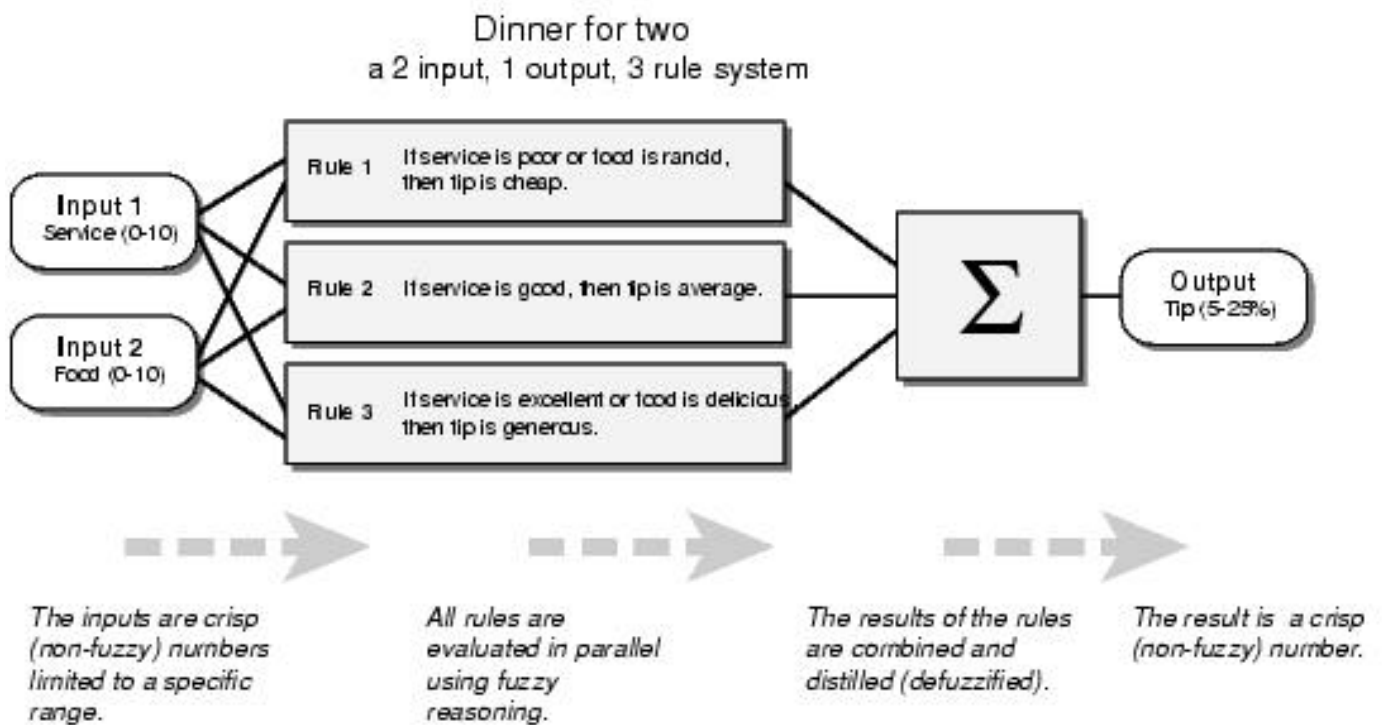 Dinner for two
a 2 input, 1 output, 3 rule system
Input 1
Service (0-10)
Input 2
Food (0-10)
Rule 1
If service is poor or food is rancid,
then tip is cheap.
Rule 2
If service is good, then tip is average.
Rule 3
If service is excellent or food is delicious
then tip is generous.
Σ
Output
Tip (5-25%)
The inputs are crisp
(non-fuzzy) numbers
limited to a specific
range.
All rules are
evaluated in parallel
using fuzzy
reasoning.
The results of the rules
are combined and
distilled (defuzzified).
The result is a crisp
(non-fuzzy) number.